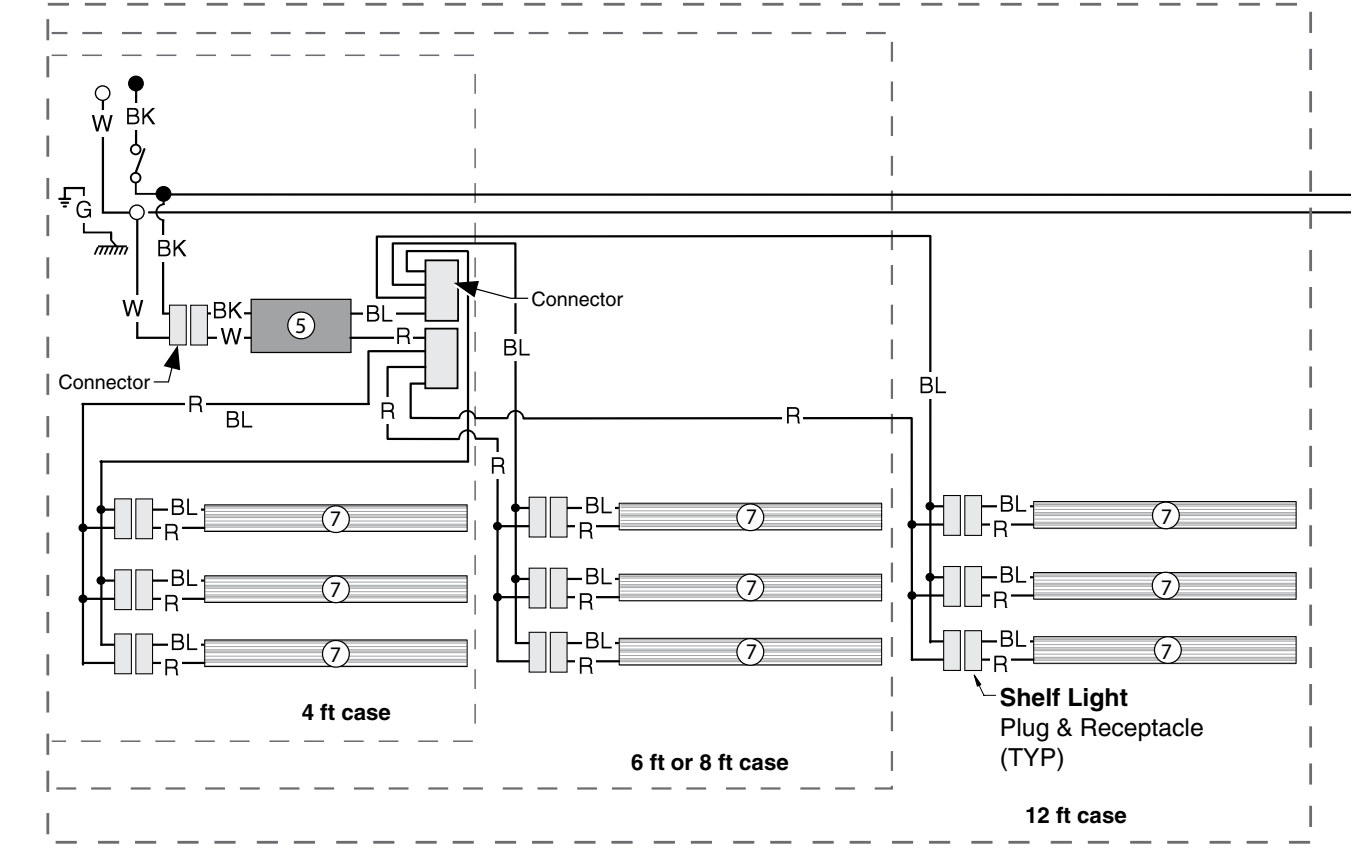 W
BK
G
BK
W
BK
W
5
BL
R
Connector
Connector
BL
BL
R
BL
R
R
R
BL
R
7
BL
R
7
BL
R
7
BL
R
7
BL
R
7
BL
R
7
BL
R
7
BL
R
7
BL
R
7
Shelf Light
Plug & Receptacle
(TYP)
4 ft case
6 ft or 8 ft case
12 ft case